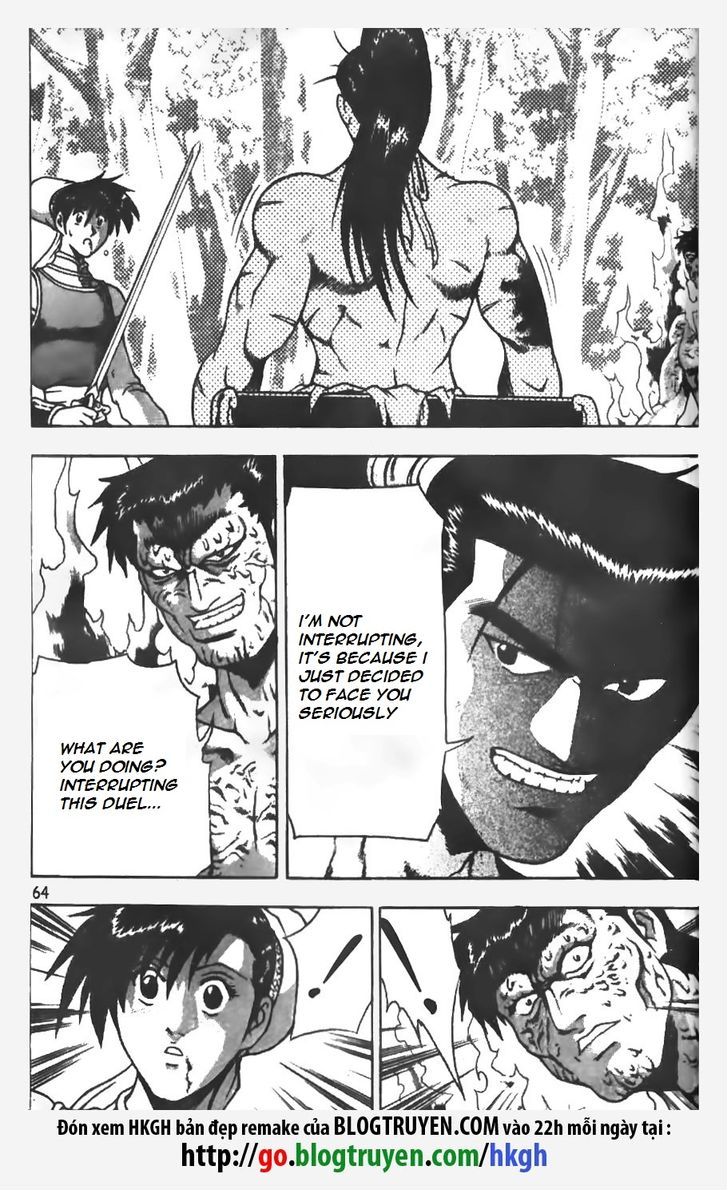 WHAT ARE
YOU DOING?
INTERRUPTING
THIS DUEL...
I'M NOT
INTERRUPTING,
IT'S BECAUSE I
JUST DECIDED
TO FACE YOU
SERIOUSLY
64
!
!
Đón xem HKGH bản đẹp remake của BLOGTRUYEN.COM vào 22h mỗi ngày tại :
http://go.blogtruyen.com/hkgh